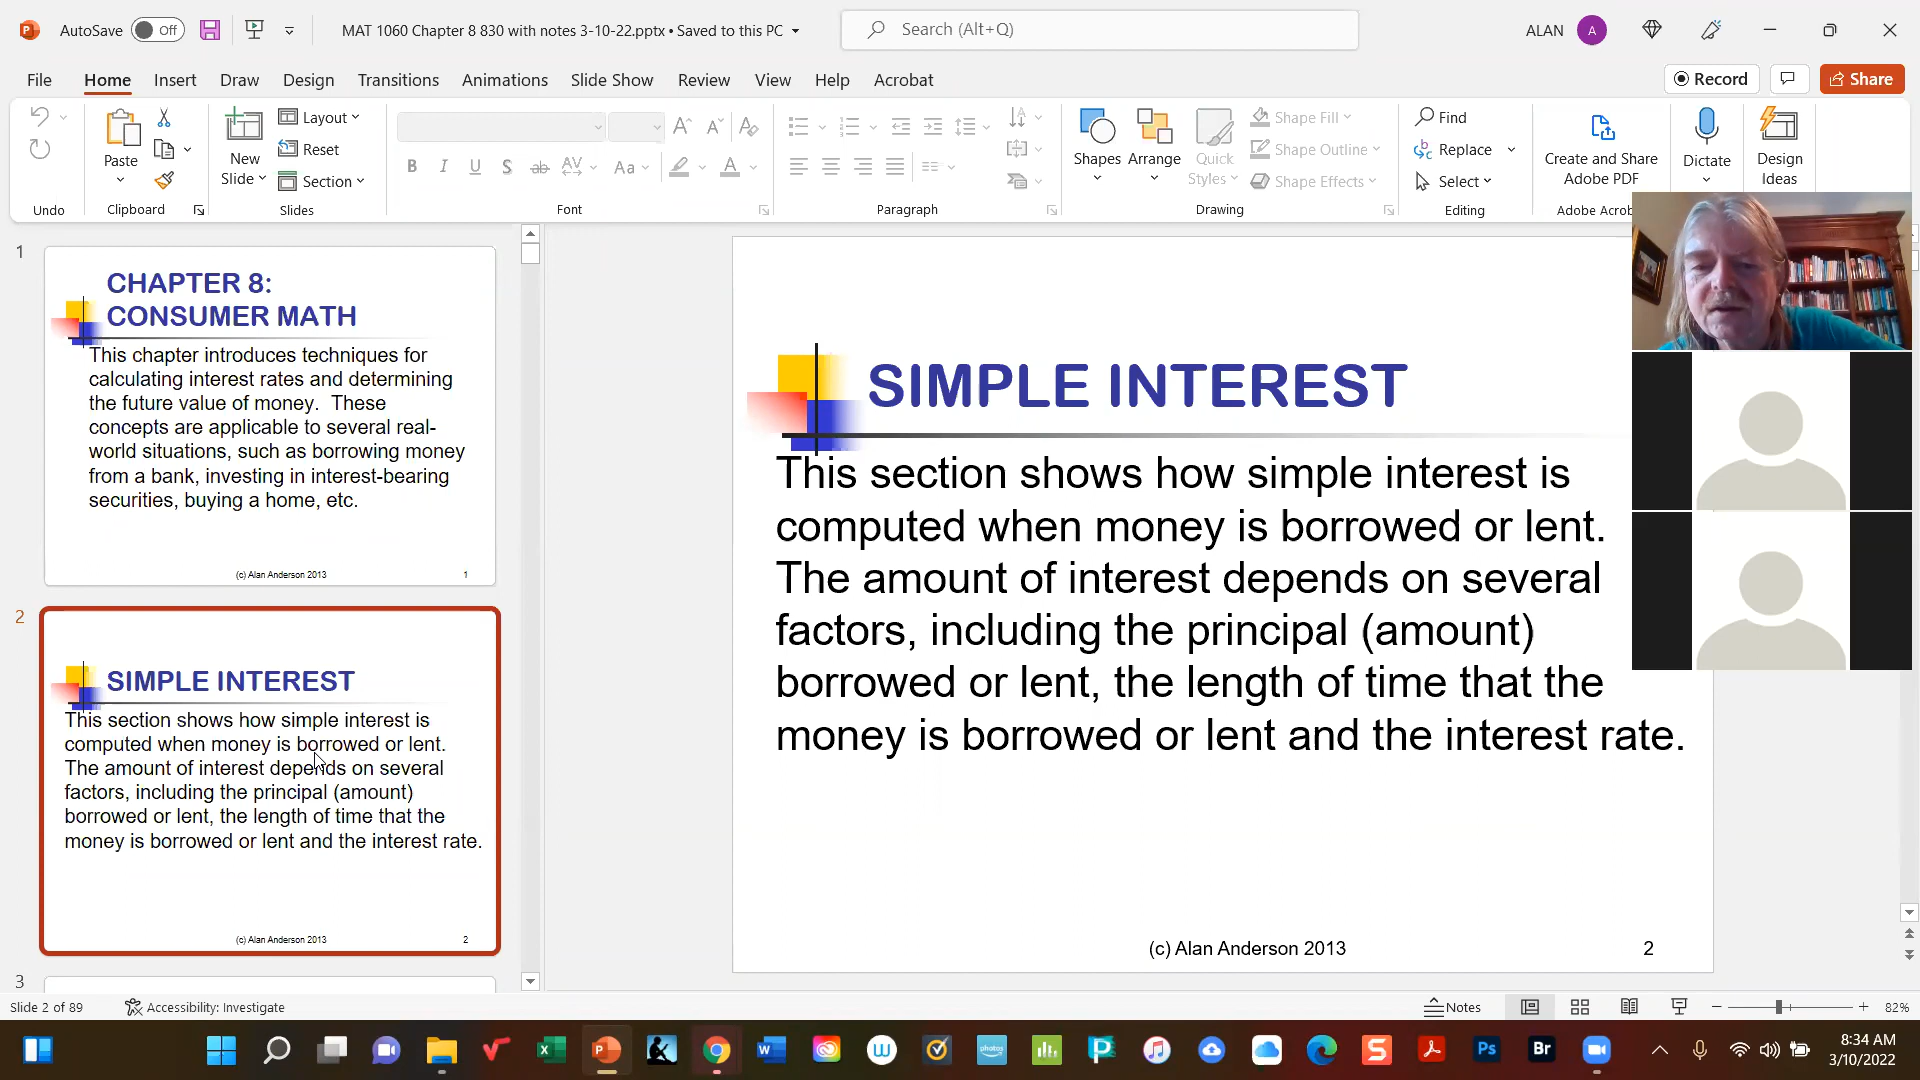 AutoSave Off
MAT 1060 Chapter 8 830 with notes 3-10-22.pptx • Saved to this PC
Search (Alt+Q)
ALAN A
File Home Insert Draw Design Transitions Animations Slide Show Review View Help Acrobat
Record
Share
Paste
New
Slide
Layout
Reset
Section
B I U S ab AV Aa A
Shapes
Arrange
Quick
Styles
Shape Fill
Shape Outline
Shape Effects
Find
Replace
Select
Create and Share
Adobe PDF
Dictate
Design
Ideas
Undo
Clipboard
Slides
Font
Paragraph
Drawing
Editing
Adobe Acrob
1
CHAPTER 8:
CONSUMER MATH
This chapter introduces techniques for
calculating interest rates and determining
the future value of money. These
concepts are applicable to several real-
world situations, such as borrowing money
from a bank, investing in interest-bearing
securities, buying a home, etc.
(c) Alan Anderson 2013 1
2
SIMPLE INTEREST
This section shows how simple interest is
computed when money is borrowed or lent.
The amount of interest depends on several
factors, including the principal (amount)
borrowed or lent, the length of time that the
money is borrowed or lent and the interest rate.
(c) Alan Anderson 2013 2
3
SIMPLE INTEREST
This section shows how simple interest is
computed when money is borrowed or lent.
The amount of interest depends on several
factors, including the principal (amount)
borrowed or lent, the length of time that the
money is borrowed or lent and the interest rate.
(c) Alan Anderson 2013 2
Slide 2 of 89
Accessibility: Investigate
Notes
82%
8:34 AM
3/10/2022